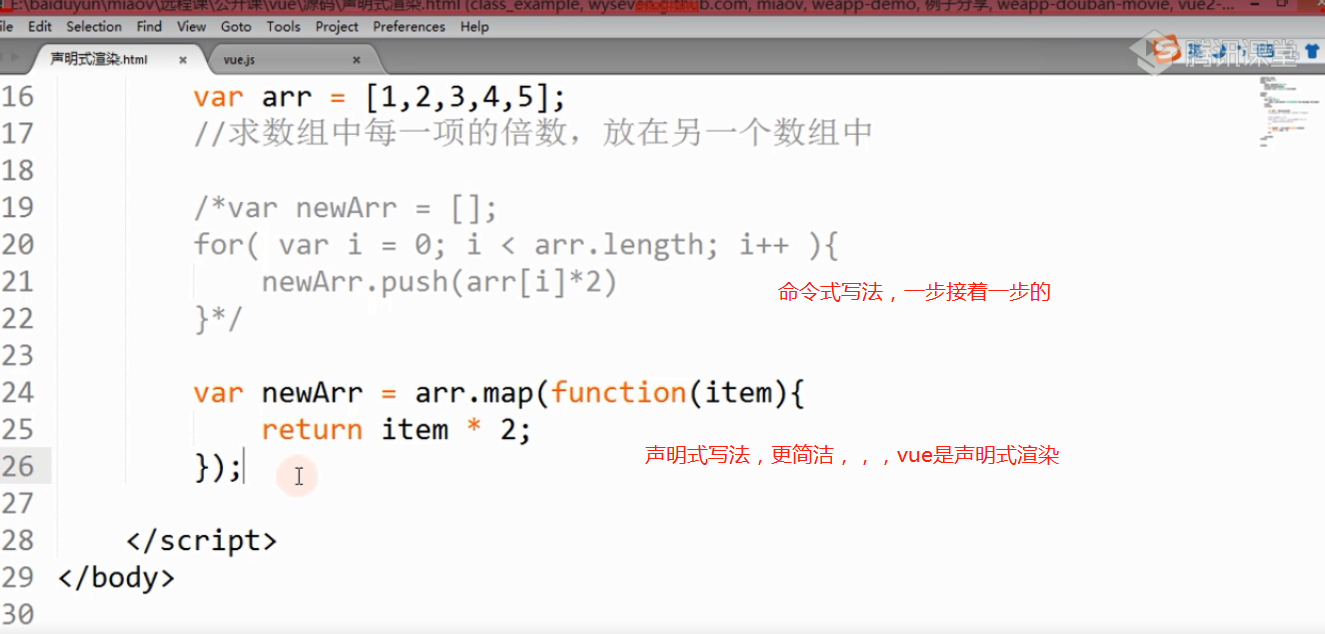 E:\baiduyun\miaov\远程课\公开课\vue\源码\声明式渲染.html (class_example, wyseven.github.com, miaov, weapp-demo, 例子分享, weapp-douban-movie, vue2-...
ile Edit Selection Find View Goto Tools Project Preferences Help
声明式渲染.html × vue.js ×
腾讯课堂
16 var arr = [1,2,3,4,5];
17 //求数组中每一项的倍数，放在另一个数组中
18
19 /*var newArr = [];
20 for( var i = 0; i < arr.length; i++ ){
21 newArr.push(arr[i]*2)
命令式写法，一步接着一步的
22 }*/
23
24 var newArr = arr.map(function(item){
25 return item * 2;
声明式写法，更简洁，，，vue是声明式渲染
26 });
27
28 </script>
29 </body>
30